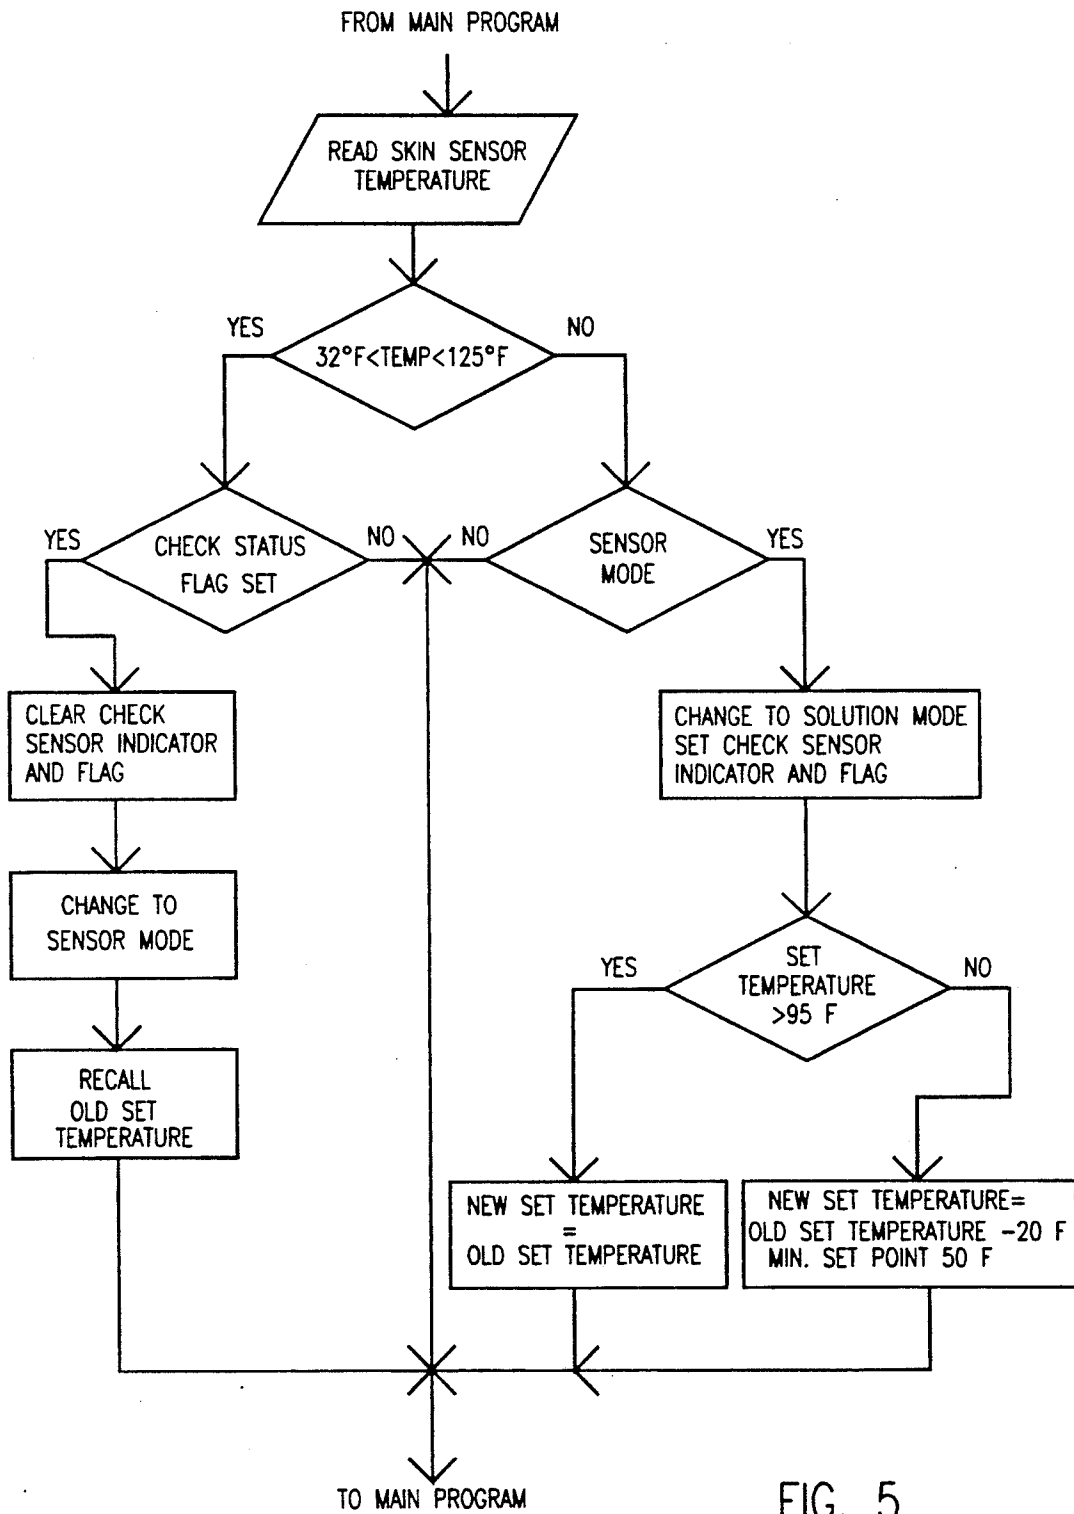 FROM MAIN PROGRAM
READ SKIN SENSOR
TEMPERATURE
YES
NO
32°F<TEMP<125°F
YES
CHECK STATUS
FLAG SET
NO
NO
SENSOR
MODE
YES
CLEAR CHECK
SENSOR INDICATOR
AND FLAG
CHANGE TO SOLUTION MODE
SET CHECK SENSOR
INDICATOR AND FLAG
CHANGE TO
SENSOR MODE
YES
SET
TEMPERATURE
>95 F
NO
RECALL
OLD SET
TEMPERATURE
NEW SET TEMPERATURE
=
OLD SET TEMPERATURE
NEW SET TEMPERATURE=
OLD SET TEMPERATURE -20 F
MIN. SET POINT 50 F
TO MAIN PROGRAM
FIG. 5